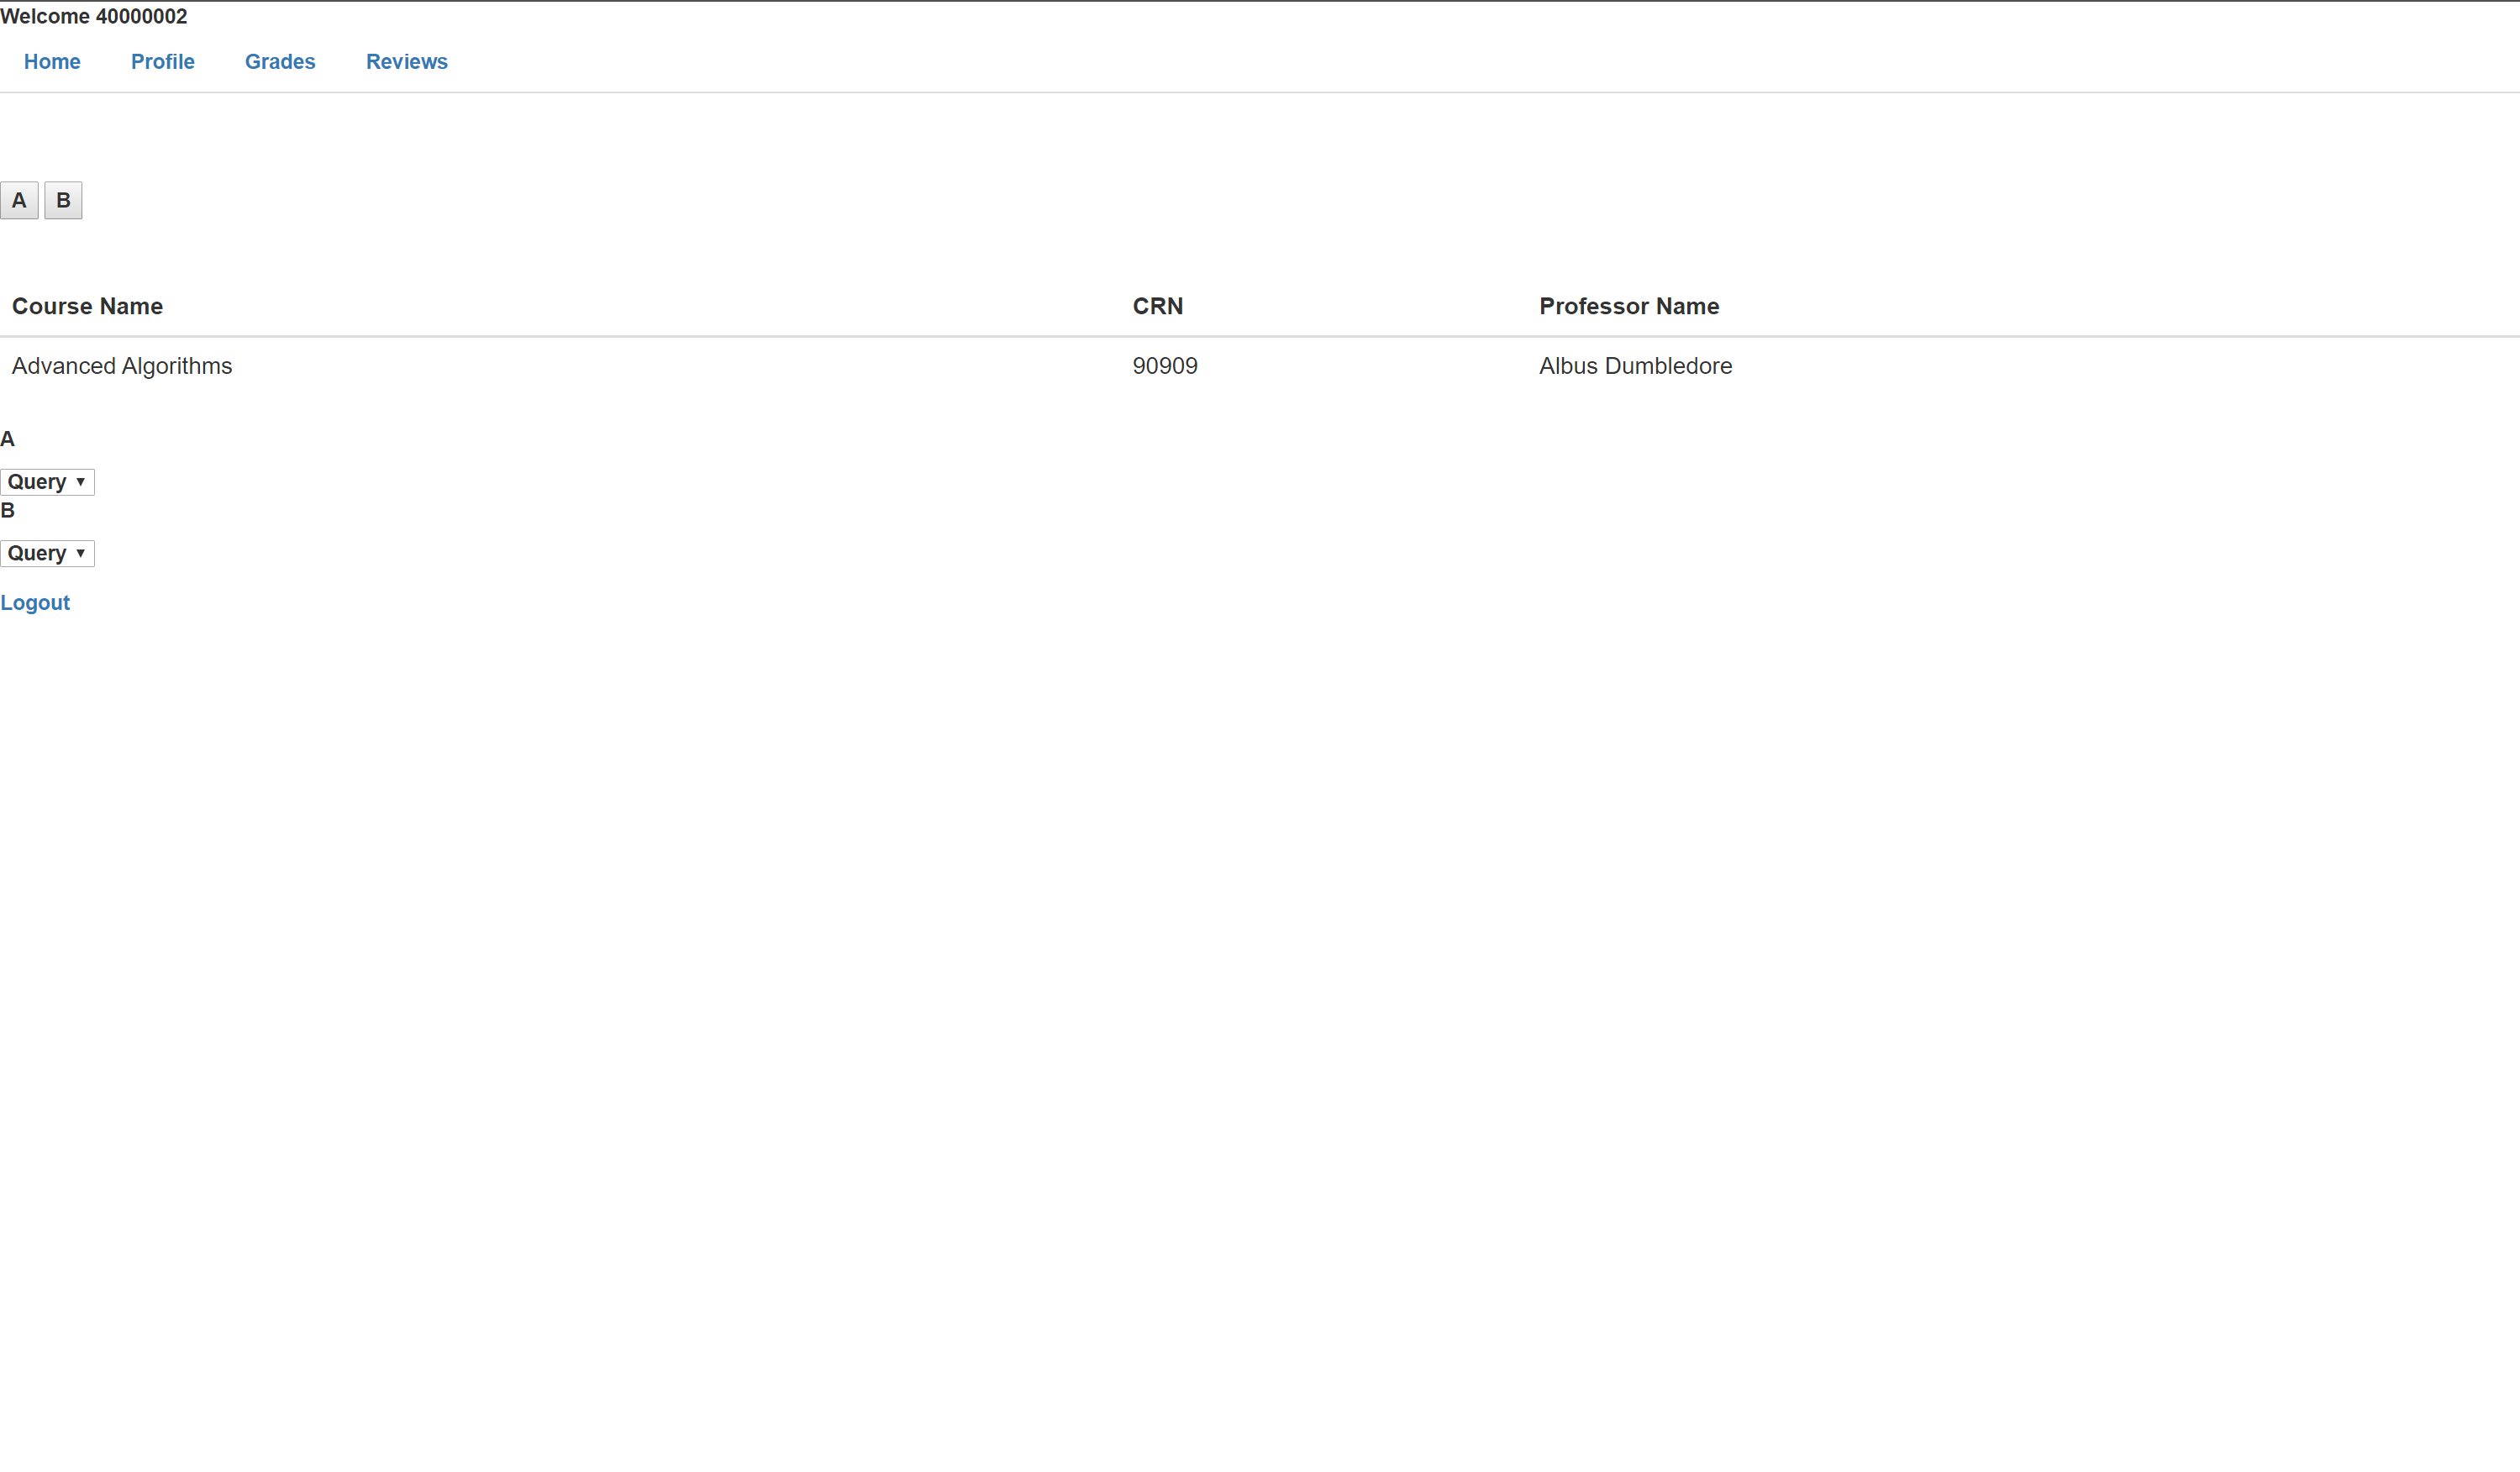 Welcome 40000002
Home Profile Grades Reviews
A B
Course Name CRN Professor Name
Advanced Algorithms 90909 Albus Dumbledore
A
Query
B
Query
Logout